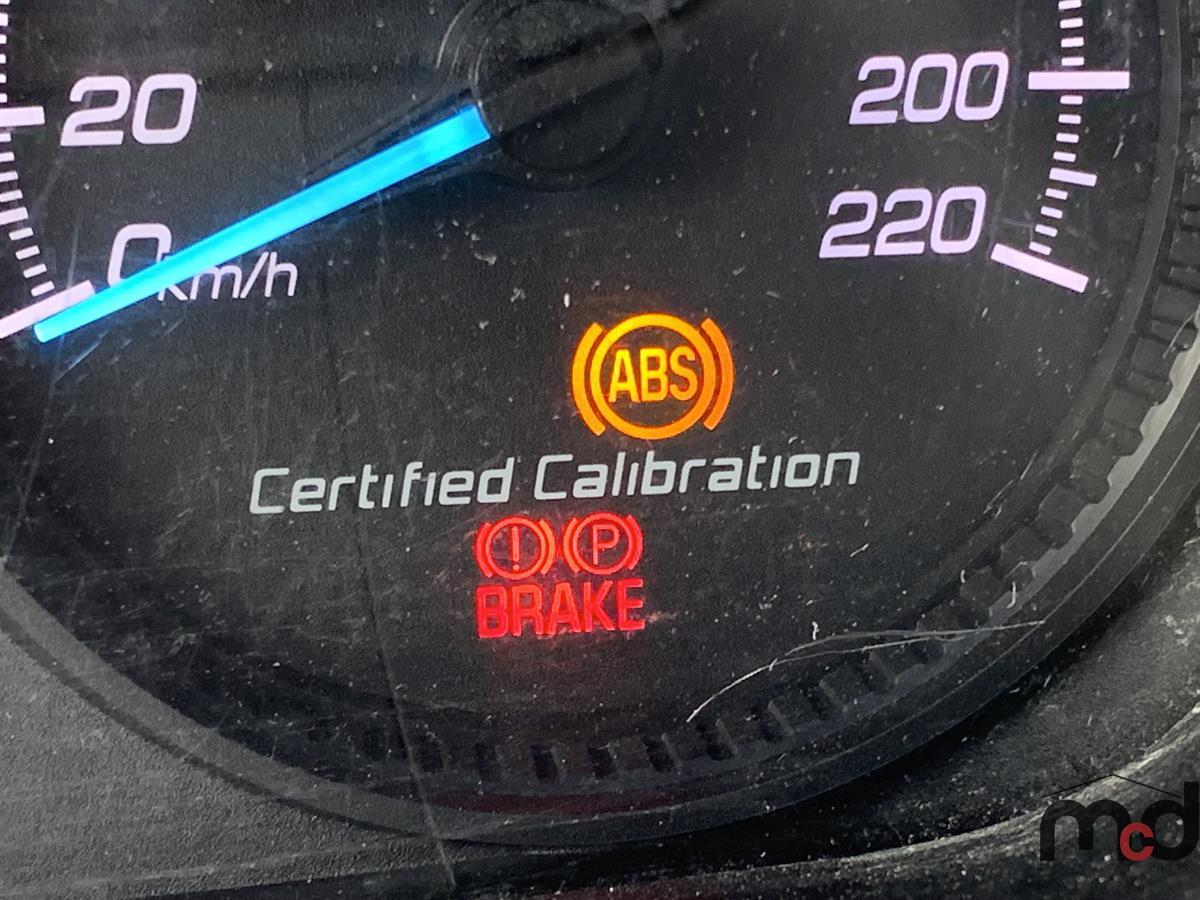 20
200
220
0
km/h
ABS
Certified Calibration
! P
BRAKE
mcd